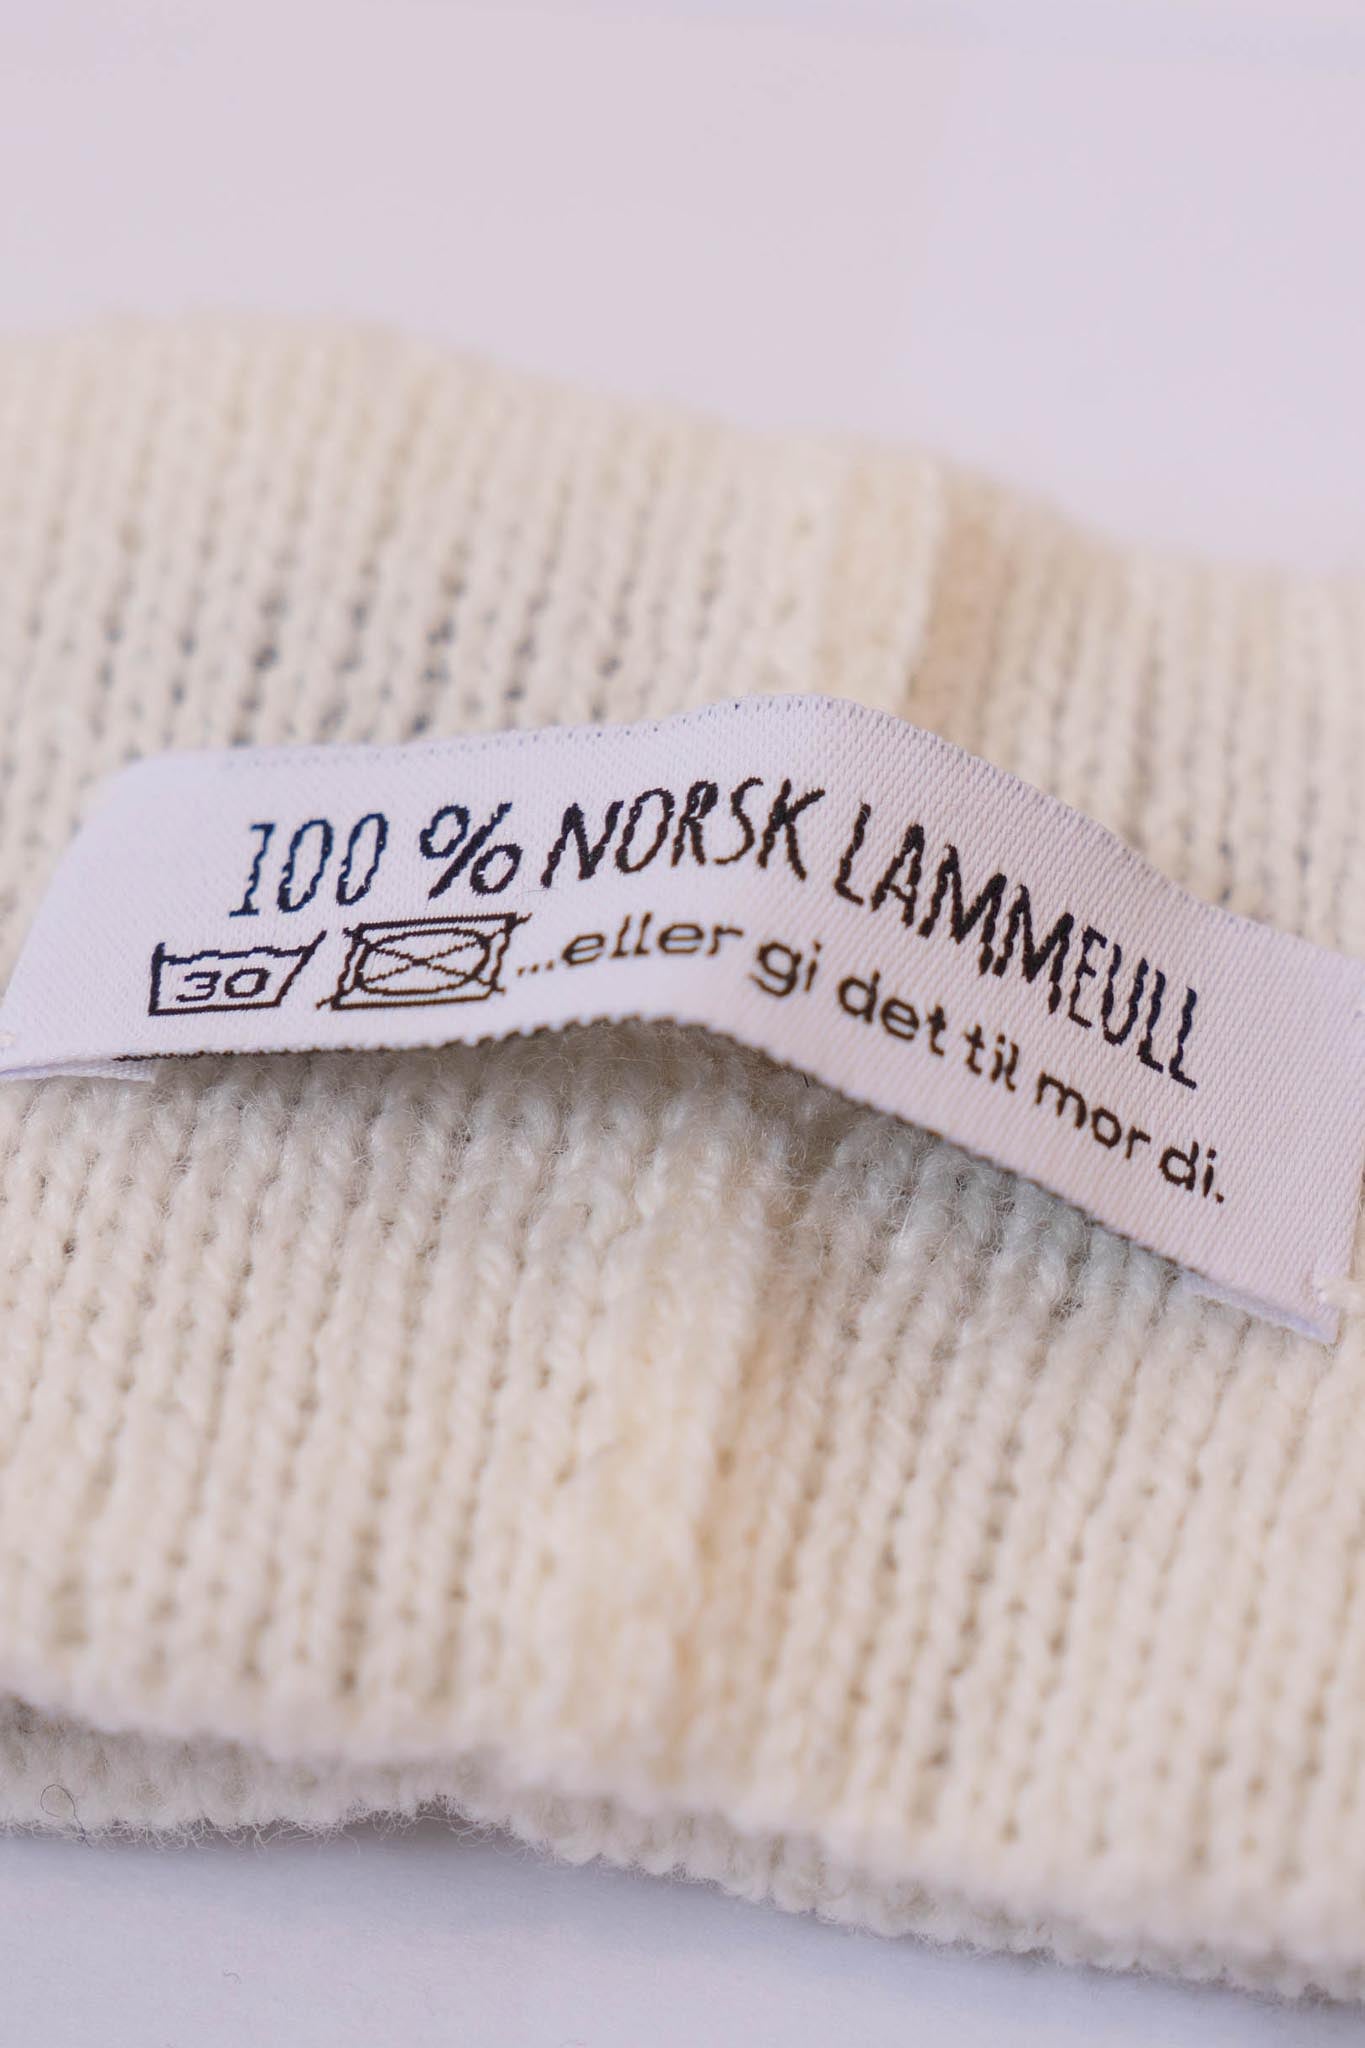 100 % NORSK LAMMEULL
30 ...eller gi det til mor di.